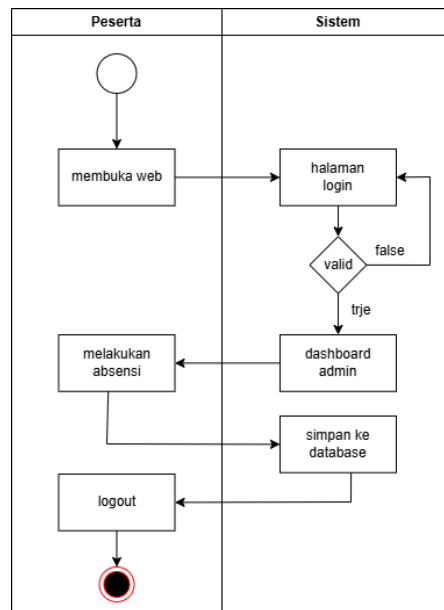 Peserta
Sistem
membuka web
halaman
login
valid
false
trje
melakukan
absensi
dashboard
admin
simpan ke
database
logout